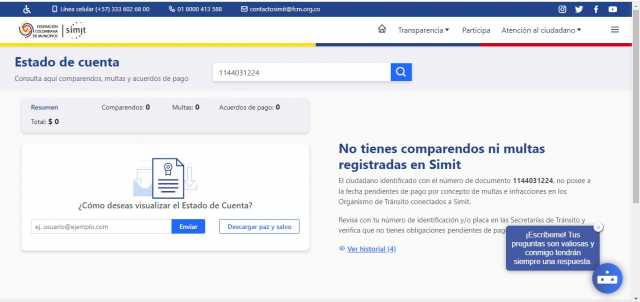 Línea celular (+57) 333 602 68 00
01 8000 413 588
contactosimit@fcm.org.co
FEDERACIÓN
COLOMBIANA
DE MUNICIPIOS
simit
Transparencia
Participa
Atención al ciudadano
Estado de cuenta
Consulta aquí comparendos, multas y acuerdos de pago
1144031224
Resumen
Comparendos: 0
Multas: 0
Acuerdos de pago: 0
Total: $ 0
¿Cómo deseas visualizar el Estado de Cuenta?
ej. usuario@ejemplo.com
Enviar
Descargar paz y salvo
No tienes comparendos ni multas
registradas en Simit
El ciudadano identificado con el número de documento 1144031224, no posee a
la fecha pendientes de pago por concepto de multas e infracciones en los
Organismo de Tránsito conectados a Simit.
Revisa con tu número de identificación y/o placa en las Secretarías de Tránsito y
verifica que no tienes obligaciones pendientes de pag
Ver historial (4)
¡Escríbeme! Tus
preguntas son valiosas y
conmigo tendrán
siempre una respuesta.